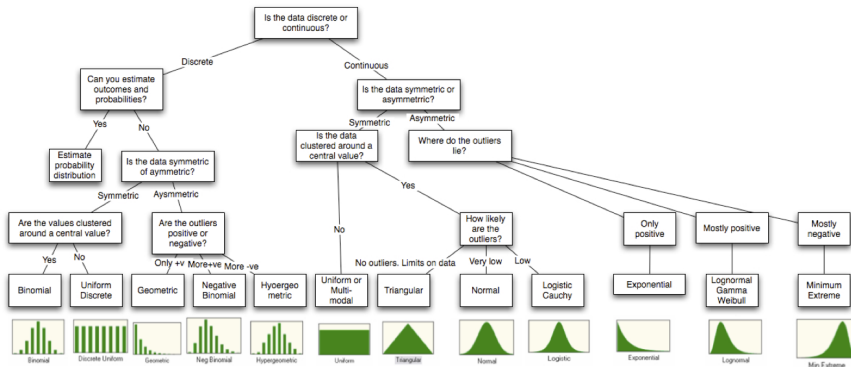 Is the data discrete or
continuous?
Discrete
Continuous
Can you estimate
outcomes and
probabilities?
Is the data symmetric or
asymmetrric?
Yes
No
Symmetric
Asymmetric
Estimate
probability
distribution
Is the data symmetric
of aymetric?
Is the data
clustered around a
central value?
Where do the outliers
lie?
Symmetric
Aysmmetric
No
Yes
Are the values clustered
around a central value?
Are the outliers
positive or
negative?
How likely
are the
outliers?
Only
positive
Mostly positive
Mostly
negative
Yes
No
Only +v
More+ve
More -ve
No outliers. Limits on data
Very low
Low
Binomial
Uniform
Discrete
Geometric
Negative
Binomial
Hyoergeo
metric
Uniform or
Multi-
modal
Triangular
Normal
Logistic
Cauchy
Exponential
Lognormal
Gamma
Weibull
Minimum
Extreme
Binomial
Discrete Uniform
Geometric
Neg Binomial
Hypergeometric
Uniform
Triangular
Normal
Logistic
Exponential
Lognomal
Min Extreme